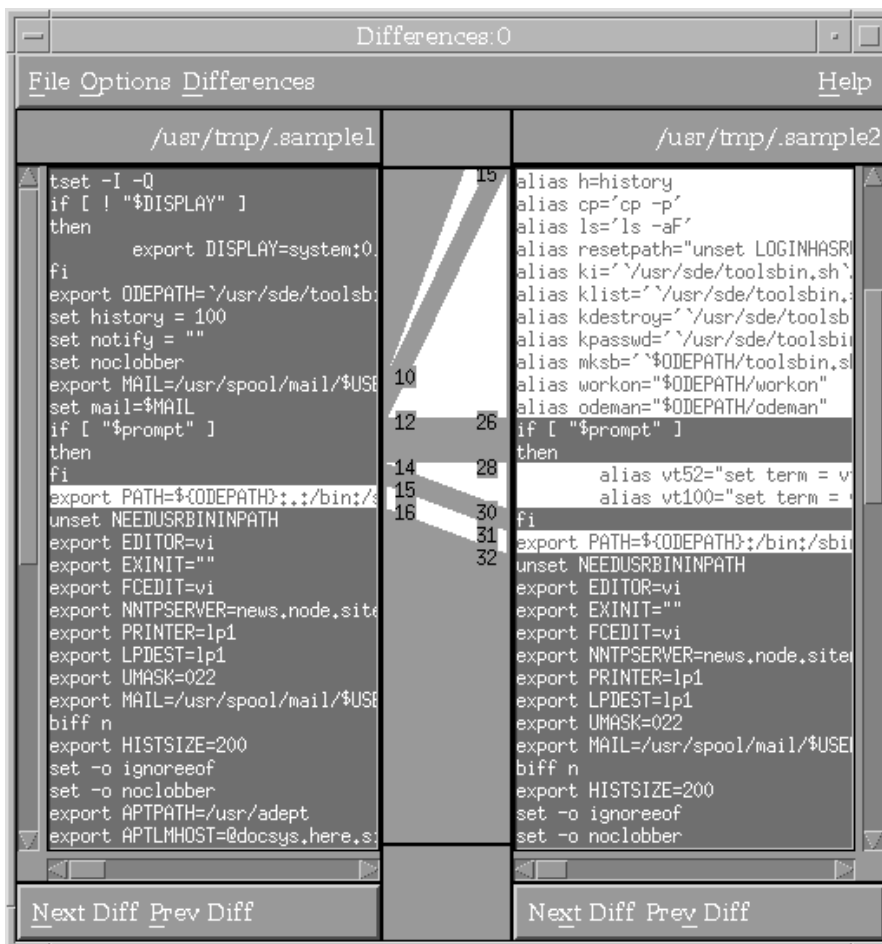 Differences:0
File Options Differences Help
/usr/tmp/.sample1
tset -I -Q
if [ ! "$DISPLAY" ]
then
export DISPLAY=system:0.
fi
export ODEPATH=`/usr/sde/toolsb
set history = 100
set notify = ""
set noclobber
export MAIL=/usr/spool/mail/$USE
set mail=$MAIL
if [ "$prompt" ]
then
fi
export PATH=${ODEPATH}:.:/bin:/s
unset NEEDUSRBININPATH
export EDITOR=vi
export EXINIT=""
export FCEDIT=vi
export NNTPSERVER=news.node.site
export PRINTER=lp1
export LPDEST=lp1
export UMASK=022
export MAIL=/usr/spool/mail/$USE
biff n
export HISTSIZE=200
set -o ignoreeof
set -o noclobber
export APTPATH=/usr/adept
export APTLMHOST=@docsys.here.s
15
10
12 26
14 28
15
16 30
31
32
/usr/tmp/.sample2
alias h=history
alias cp='cp -p'
alias ls='ls -aF'
alias resetpath="unset LOGINHASR
alias ki='`/usr/sde/toolsbin.sh`
alias klist='`/usr/sde/toolsbin.
alias kdestroy='`/usr/sde/toolsb
alias kpasswd='`/usr/sde/toolsbi
alias mksb='`$ODEPATH/toolsbin.s
alias workon="$ODEPATH/workon"
alias odeman="$ODEPATH/odeman"
if [ "$prompt" ]
then
alias vt52="set term = v
alias vt100="set term =
fi
export PATH=${ODEPATH}:/bin:/sbi
unset NEEDUSRBININPATH
export EDITOR=vi
export EXINIT=""
export FCEDIT=vi
export NNTPSERVER=news.node.site
export PRINTER=lp1
export LPDEST=lp1
export UMASK=022
export MAIL=/usr/spool/mail/$USE
biff n
export HISTSIZE=200
set -o ignoreeof
set -o noclobber
Next Diff Prev Diff
Next Diff Prev Diff